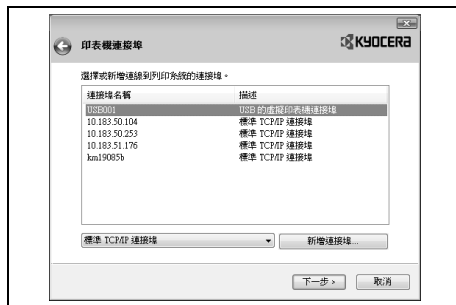 印表機連接埠
KYOCERA
選擇或新增連線到列印系統的連接埠。
連接埠名稱 描述
USB001 USB 的虛擬印表機連接埠
10.183.50.104 標準 TCP/IP 連接埠
10.183.50.253 標準 TCP/IP 連接埠
10.183.51.176 標準 TCP/IP 連接埠
km19085b 標準 TCP/IP 連接埠
標準 TCP/IP 連接埠 新增連接埠...
下一步 > 取消